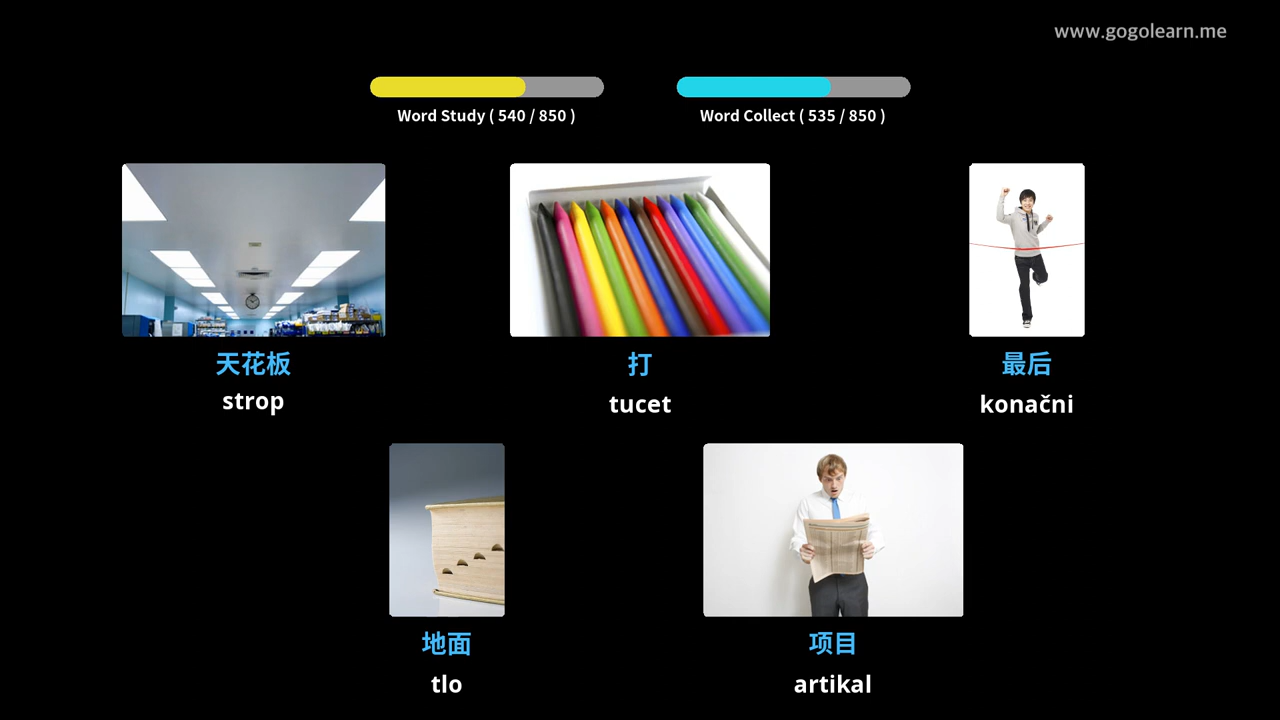 www.gogolearn.me
Word Study ( 540 / 850 )
Word Collect ( 535 / 850 )
天花板
strop
打
tucet
最后
konačni
地面
tlo
项目
artikal